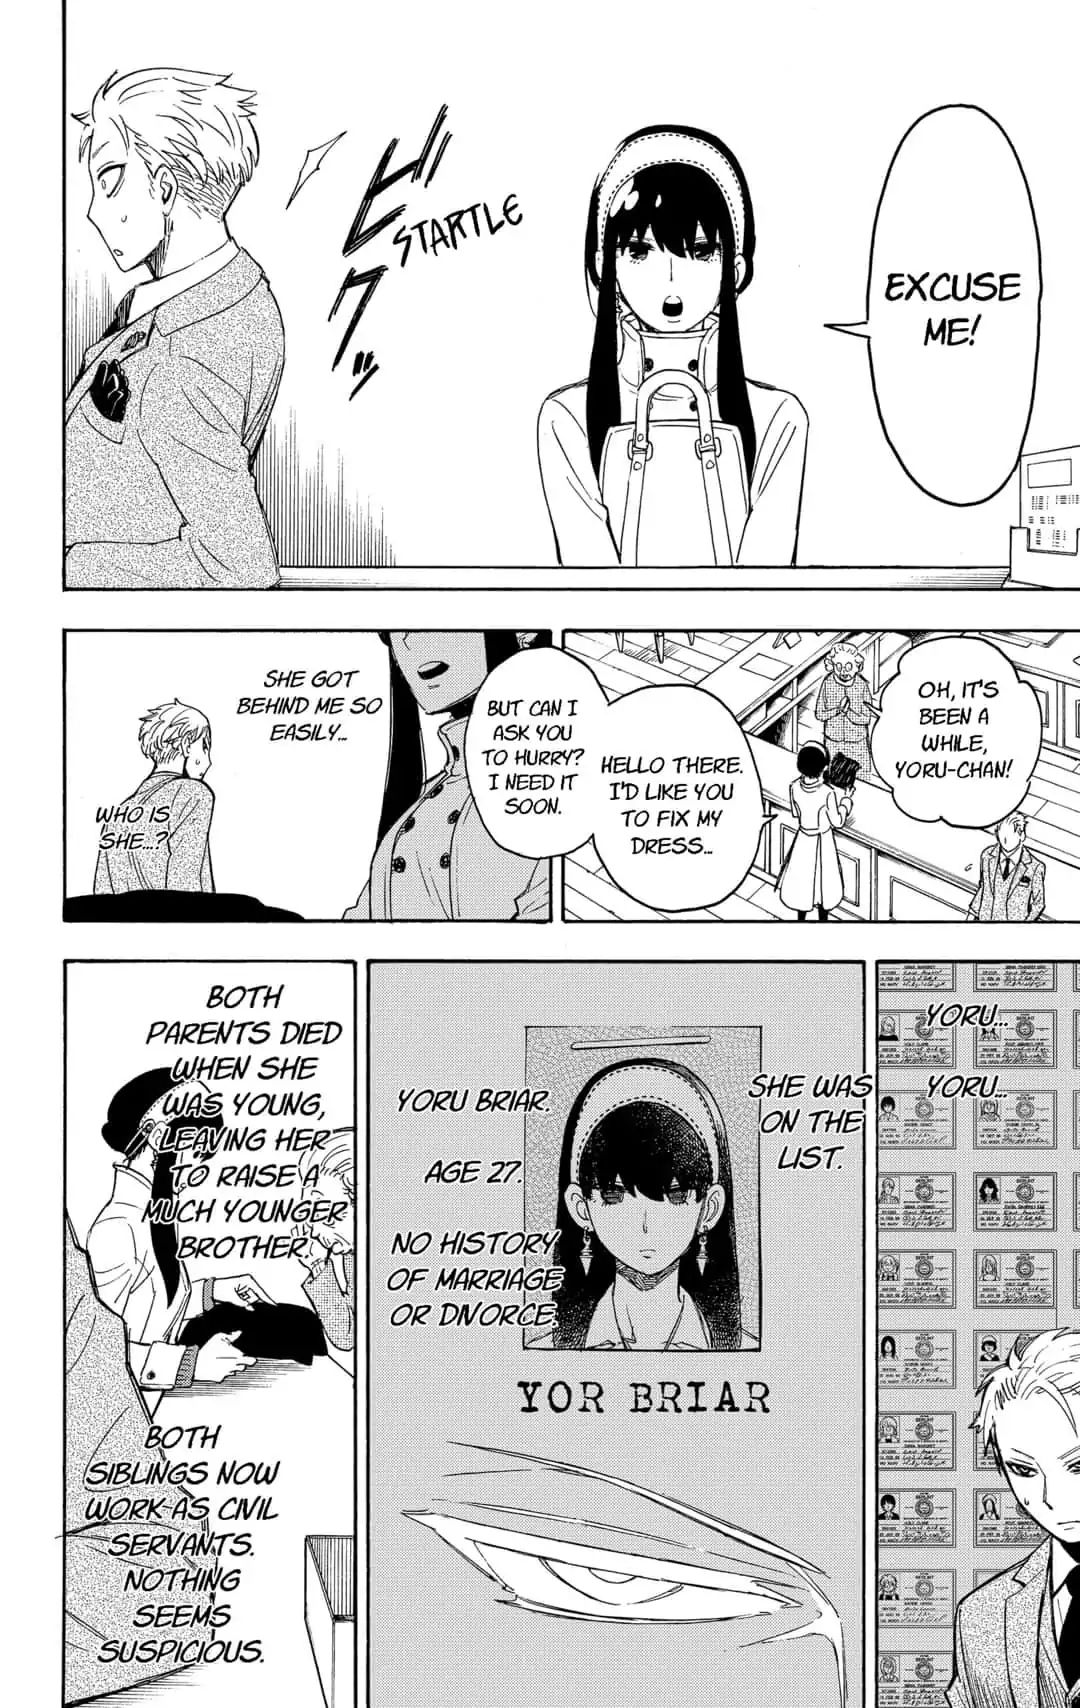 EXCUSE
ME!
ビクッ
STARTLE
OH, IT'S
BEEN A
WHILE,
YORU-CHAN!
HELLO THERE.
I'D LIKE YOU
TO FIX MY
DRESS...
BUT CAN I
ASK YOU
TO HURRY?
I NEED IT
SOON.
SHE GOT
BEHIND ME SO
EASILY...
WHO IS
SHE...?
YORU...
YORU...
SHE WAS
ON THE
LIST.
YORU BRIAR.
AGE 27.
NO HISTORY
OF MARRIAGE
OR DIVORCE.
YOR BRIAR
BOTH
PARENTS DIED
WHEN SHE
WAS YOUNG,
LEAVING HER
TO RAISE A
MUCH YOUNGER
BROTHER.
BOTH
SIBLINGS NOW
WORK AS CIVIL
SERVANTS.
NOTHING
SEEMS
SUSPICIOUS.